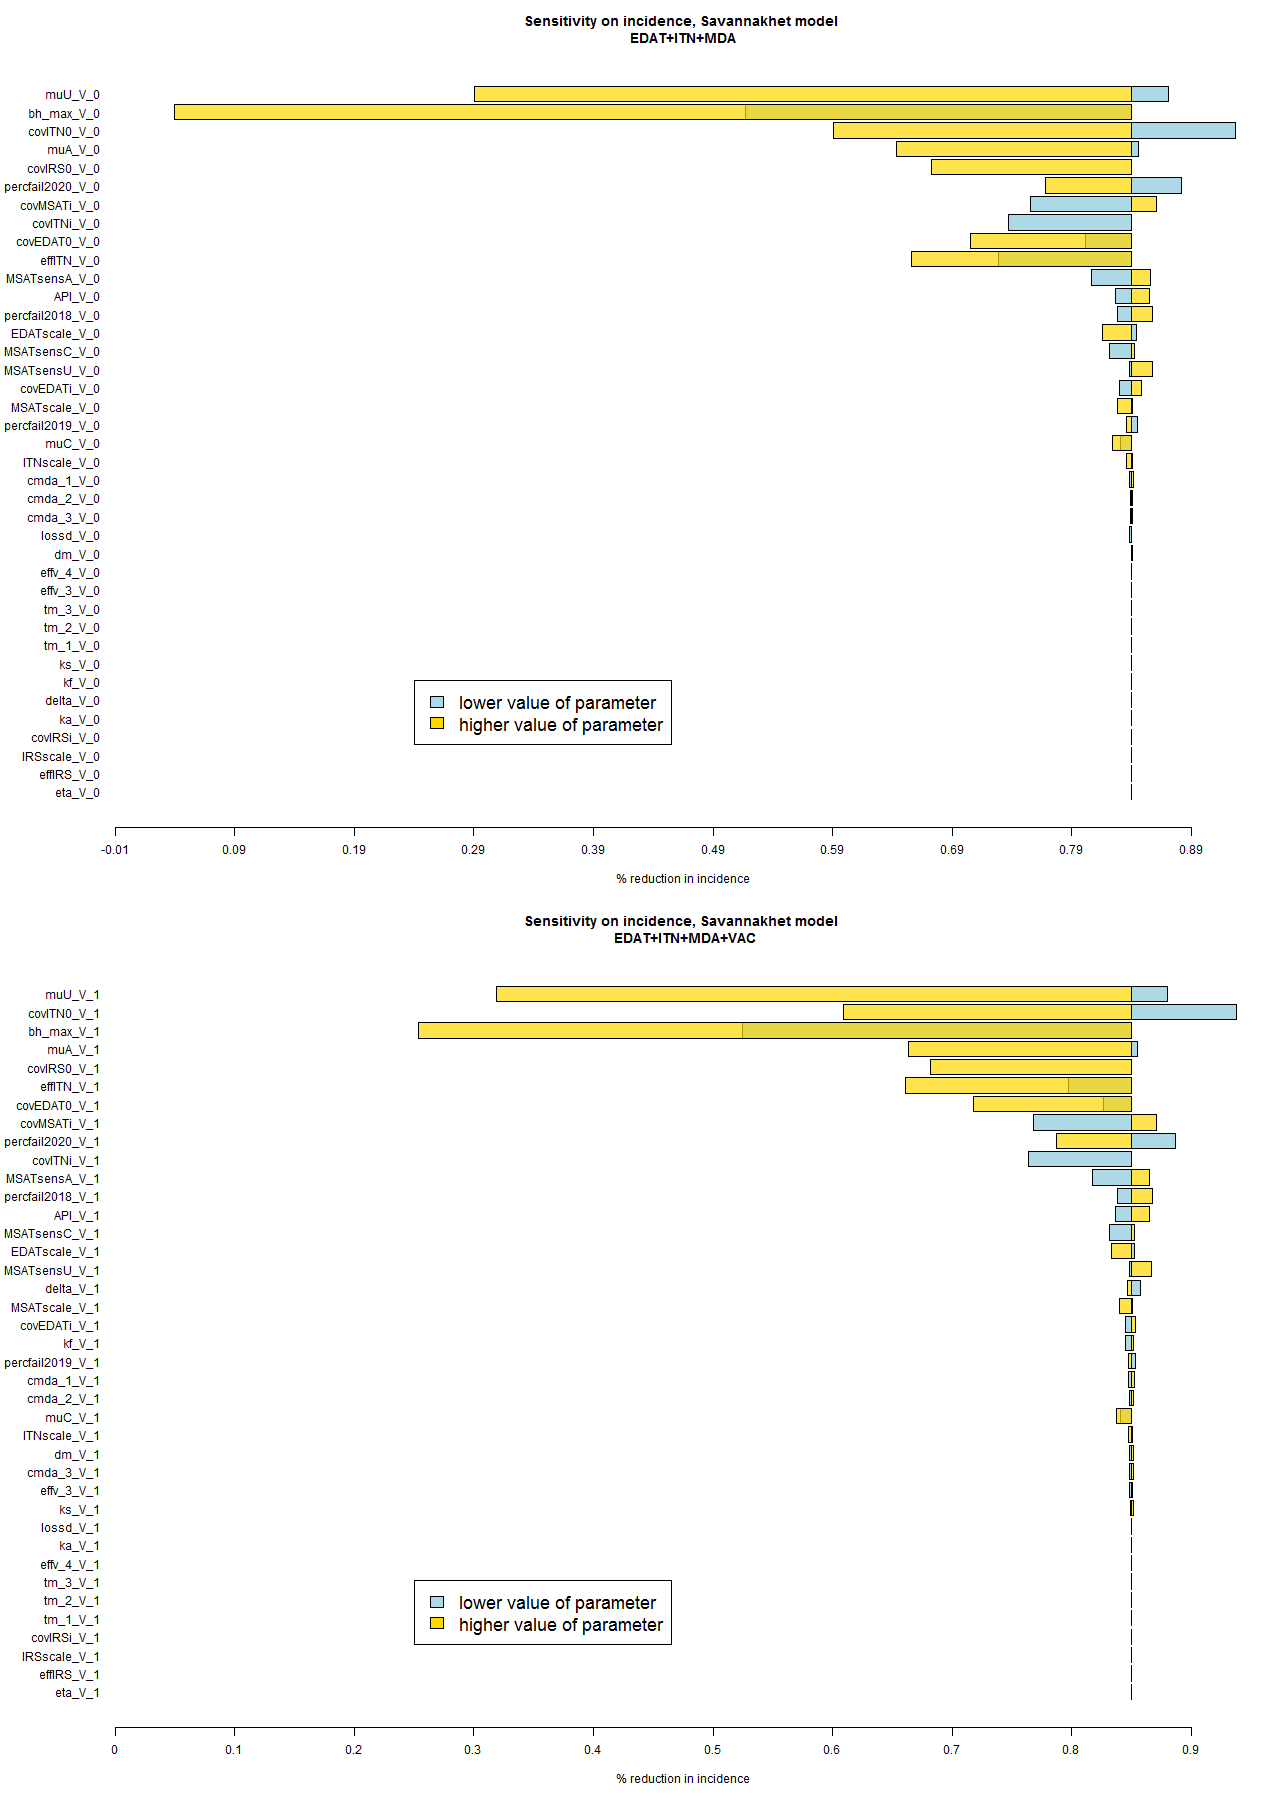 Sensitivity on incidence, Savannakhet model
EDAT+ITN+MDA
muU_V_0
bh_max_V_0
covITN0_V_0
muA_V_0
covIRS0_V_0
percfail2020_V_0
covMSATi_V_0
covITNi_V_0
covEDAT0_V_0
effITN_V_0
MSATsensA_V_0
API_V_0
percfail2018_V_0
EDATscale_V_0
MSATsensC_V_0
MSATsensU_V_0
covEDATi_V_0
MSATscale_V_0
percfail2019_V_0
muC_V_0
ITNscale_V_0
cmda_1_V_0
cmda_2_V_0
cmda_3_V_0
lossd_V_0
dm_V_0
effv_4_V_0
effv_3_V_0
tm_3_V_0
tm_2_V_0
tm_1_V_0
ks_V_0
kf_V_0
delta_V_0
ka_V_0
covIRSi_V_0
IRSscale_V_0
effIRS_V_0
eta_V_0
lower value of parameter
higher value of parameter
-0.01 0.09 0.19 0.29 0.39 0.49 0.59 0.69 0.79 0.89
% reduction in incidence
Sensitivity on incidence, Savannakhet model
EDAT+ITN+MDA+VAC
muU_V_1
covITN0_V_1
bh_max_V_1
muA_V_1
covIRS0_V_1
effITN_V_1
covEDAT0_V_1
covMSATi_V_1
percfail2020_V_1
covITNi_V_1
MSATsensA_V_1
percfail2018_V_1
API_V_1
MSATsensC_V_1
EDATscale_V_1
MSATsensU_V_1
delta_V_1
MSATscale_V_1
covEDATi_V_1
kf_V_1
percfail2019_V_1
cmda_1_V_1
cmda_2_V_1
muC_V_1
ITNscale_V_1
dm_V_1
cmda_3_V_1
effv_3_V_1
ks_V_1
lossd_V_1
ka_V_1
effv_4_V_1
tm_3_V_1
tm_2_V_1
tm_1_V_1
covIRSi_V_1
IRSscale_V_1
effIRS_V_1
eta_V_1
lower value of parameter
higher value of parameter
0 0.1 0.2 0.3 0.4 0.5 0.6 0.7 0.8 0.9
% reduction in incidence